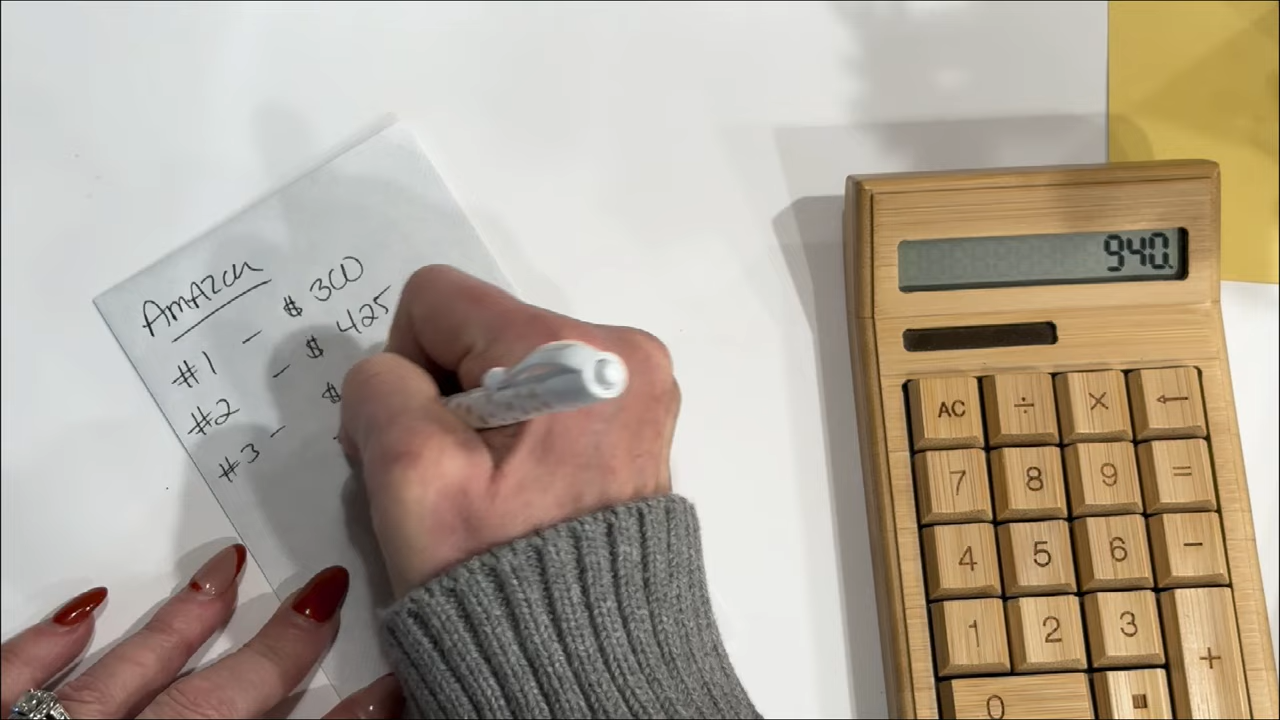 AMAZON
#1 - $ 300
#2 - $ 425
#3 - $
940.
AC ÷ × ←
7 8 9 =
4 5 6 −
1 2 3 +
0 .